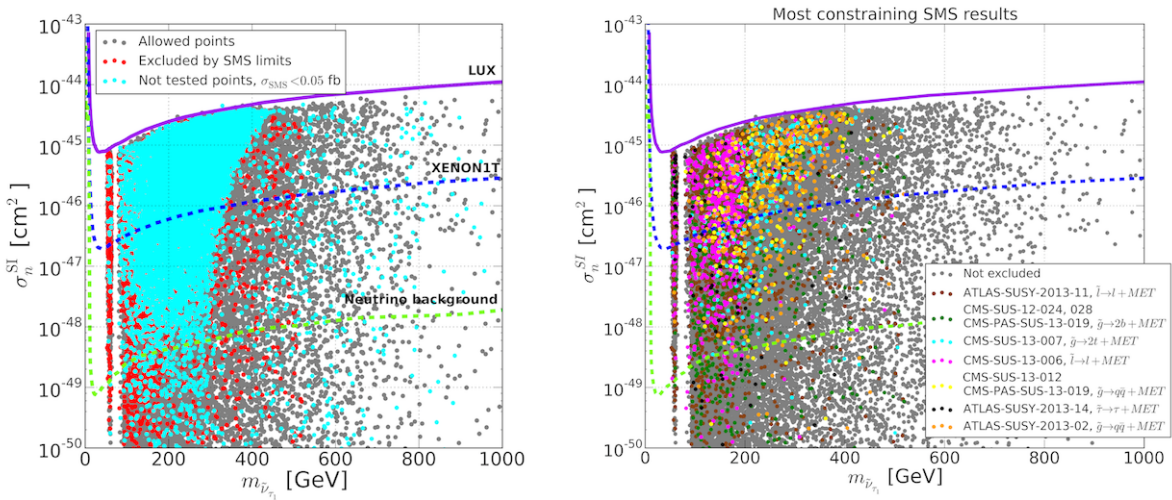 10⁻⁴³
10⁻⁴⁴
10⁻⁴⁵
10⁻⁴⁶
10⁻⁴⁷
10⁻⁴⁸
10⁻⁴⁹
10⁻⁵⁰
σₙ^SI [cm²]
Allowed points
Excluded by SMS limits
Not tested points, σ_SMS < 0.05 fb
LUX
XENON1T
Neutrino background
0 200 400 600 800 1000
m_ν̃τ₁ [GeV]
Most constraining SMS results
10⁻⁴³
10⁻⁴⁴
10⁻⁴⁵
10⁻⁴⁶
10⁻⁴⁷
10⁻⁴⁸
10⁻⁴⁹
10⁻⁵⁰
σₙ^SI [cm²]
Not excluded
ATLAS-SUSY-2013-11, l̃→l+MET
CMS-SUS-12-024, 028
CMS-PAS-SUS-13-019, g̃→2b+MET
CMS-SUS-13-007, g̃→2t+MET
CMS-SUS-13-006, l̃→l+MET
CMS-SUS-13-012
CMS-PAS-SUS-13-019, g̃→qq̄+MET
ATLAS-SUSY-2013-14, τ̃→τ+MET
ATLAS-SUSY-2013-02, g̃→qq̄+MET
0 200 400 600 800 1000
m_ν̃τ₁ [GeV]